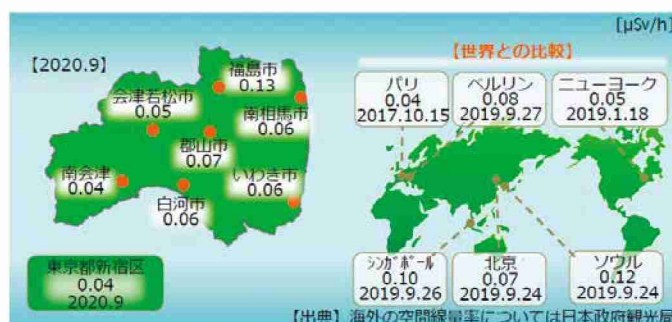 [μSv/h]
【2020.9】
福島市
0.13
会津若松市
0.05
南相馬市
0.06
郡山市
0.07
南会津
0.04
いわき市
0.06
白河市
0.06
東京都新宿区
0.04
2020.9
【世界との比較】
パリ
0.04
2017.10.15
ベルリン
0.08
2019.9.27
ニューヨーク
0.05
2019.1.18
シンガポール
0.10
2019.9.26
北京
0.07
2019.9.24
ソウル
0.12
2019.9.24
【出典】海外の空間線量率については日本政府観光局